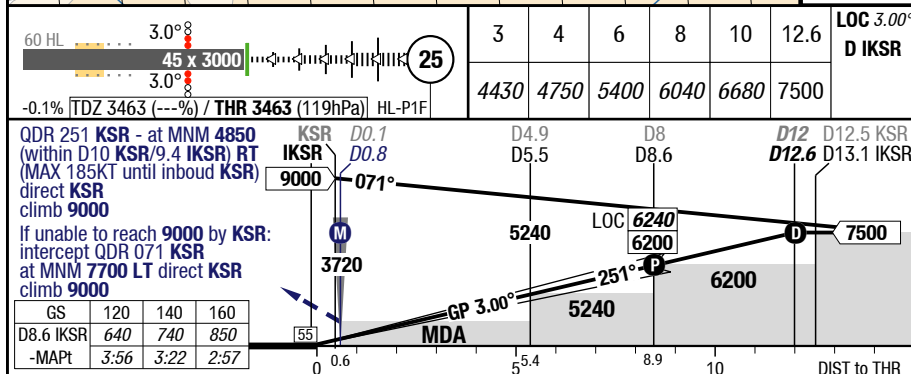 60 HL
3.0°
45 x 3000
3.0°
25
-0.1% TDZ 3463 (---%) / THR 3463 (119hPa) HL-P1F
3 4 6 8 10 12.6 LOC 3.00°
D IKSR
4430 4750 5400 6040 6680 7500
QDR 251 KSR - at MNM 4850
(within D10 KSR/9.4 IKSR) RT
(MAX 185KT until inboud KSR)
direct KSR
climb 9000
If unable to reach 9000 by KSR:
intercept QDR 071 KSR
at MNM 7700 LT direct KSR
climb 9000
GS 120 140 160
D8.6 IKSR 640 740 850
-MAPt 3:56 3:22 2:57
KSR D0.1 D4.9 D8 D12 D12.5 KSR
IKSR D0.8 D5.5 D8.6 D12.6 D13.1 IKSR
9000 071°
M
3720
5240
LOC 6240
6200
D
7500
P
251°
GP 3.00°
6200
5240
MDA
55
0 0.6 5 5.4 8.9 10 DIST to THR